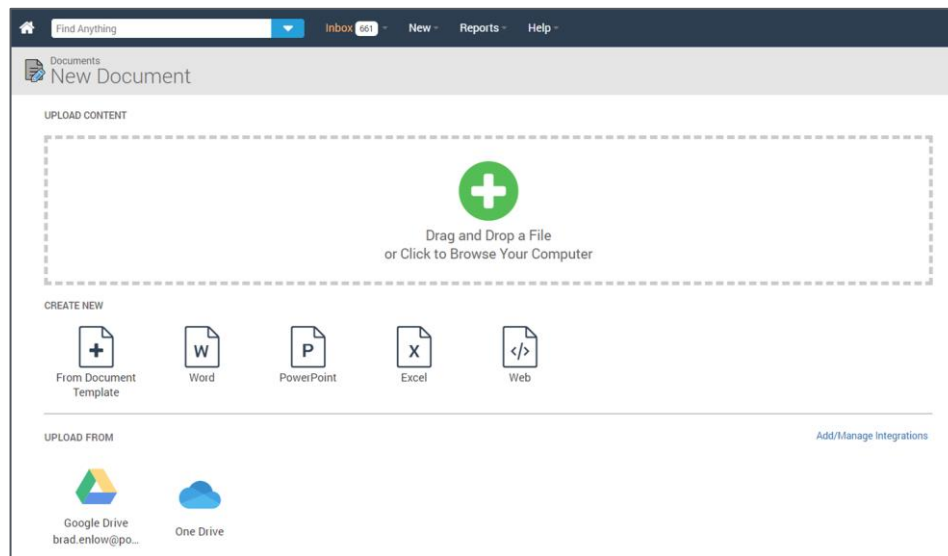 Find Anything
Inbox 661
New
Reports
Help
Documents
New Document
UPLOAD CONTENT
Drag and Drop a File
or Click to Browse Your Computer
CREATE NEW
W
P
X
</>
From Document
Template
Word
PowerPoint
Excel
Web
UPLOAD FROM
Add/Manage Integrations
Google Drive
brad.enlow@po...
One Drive